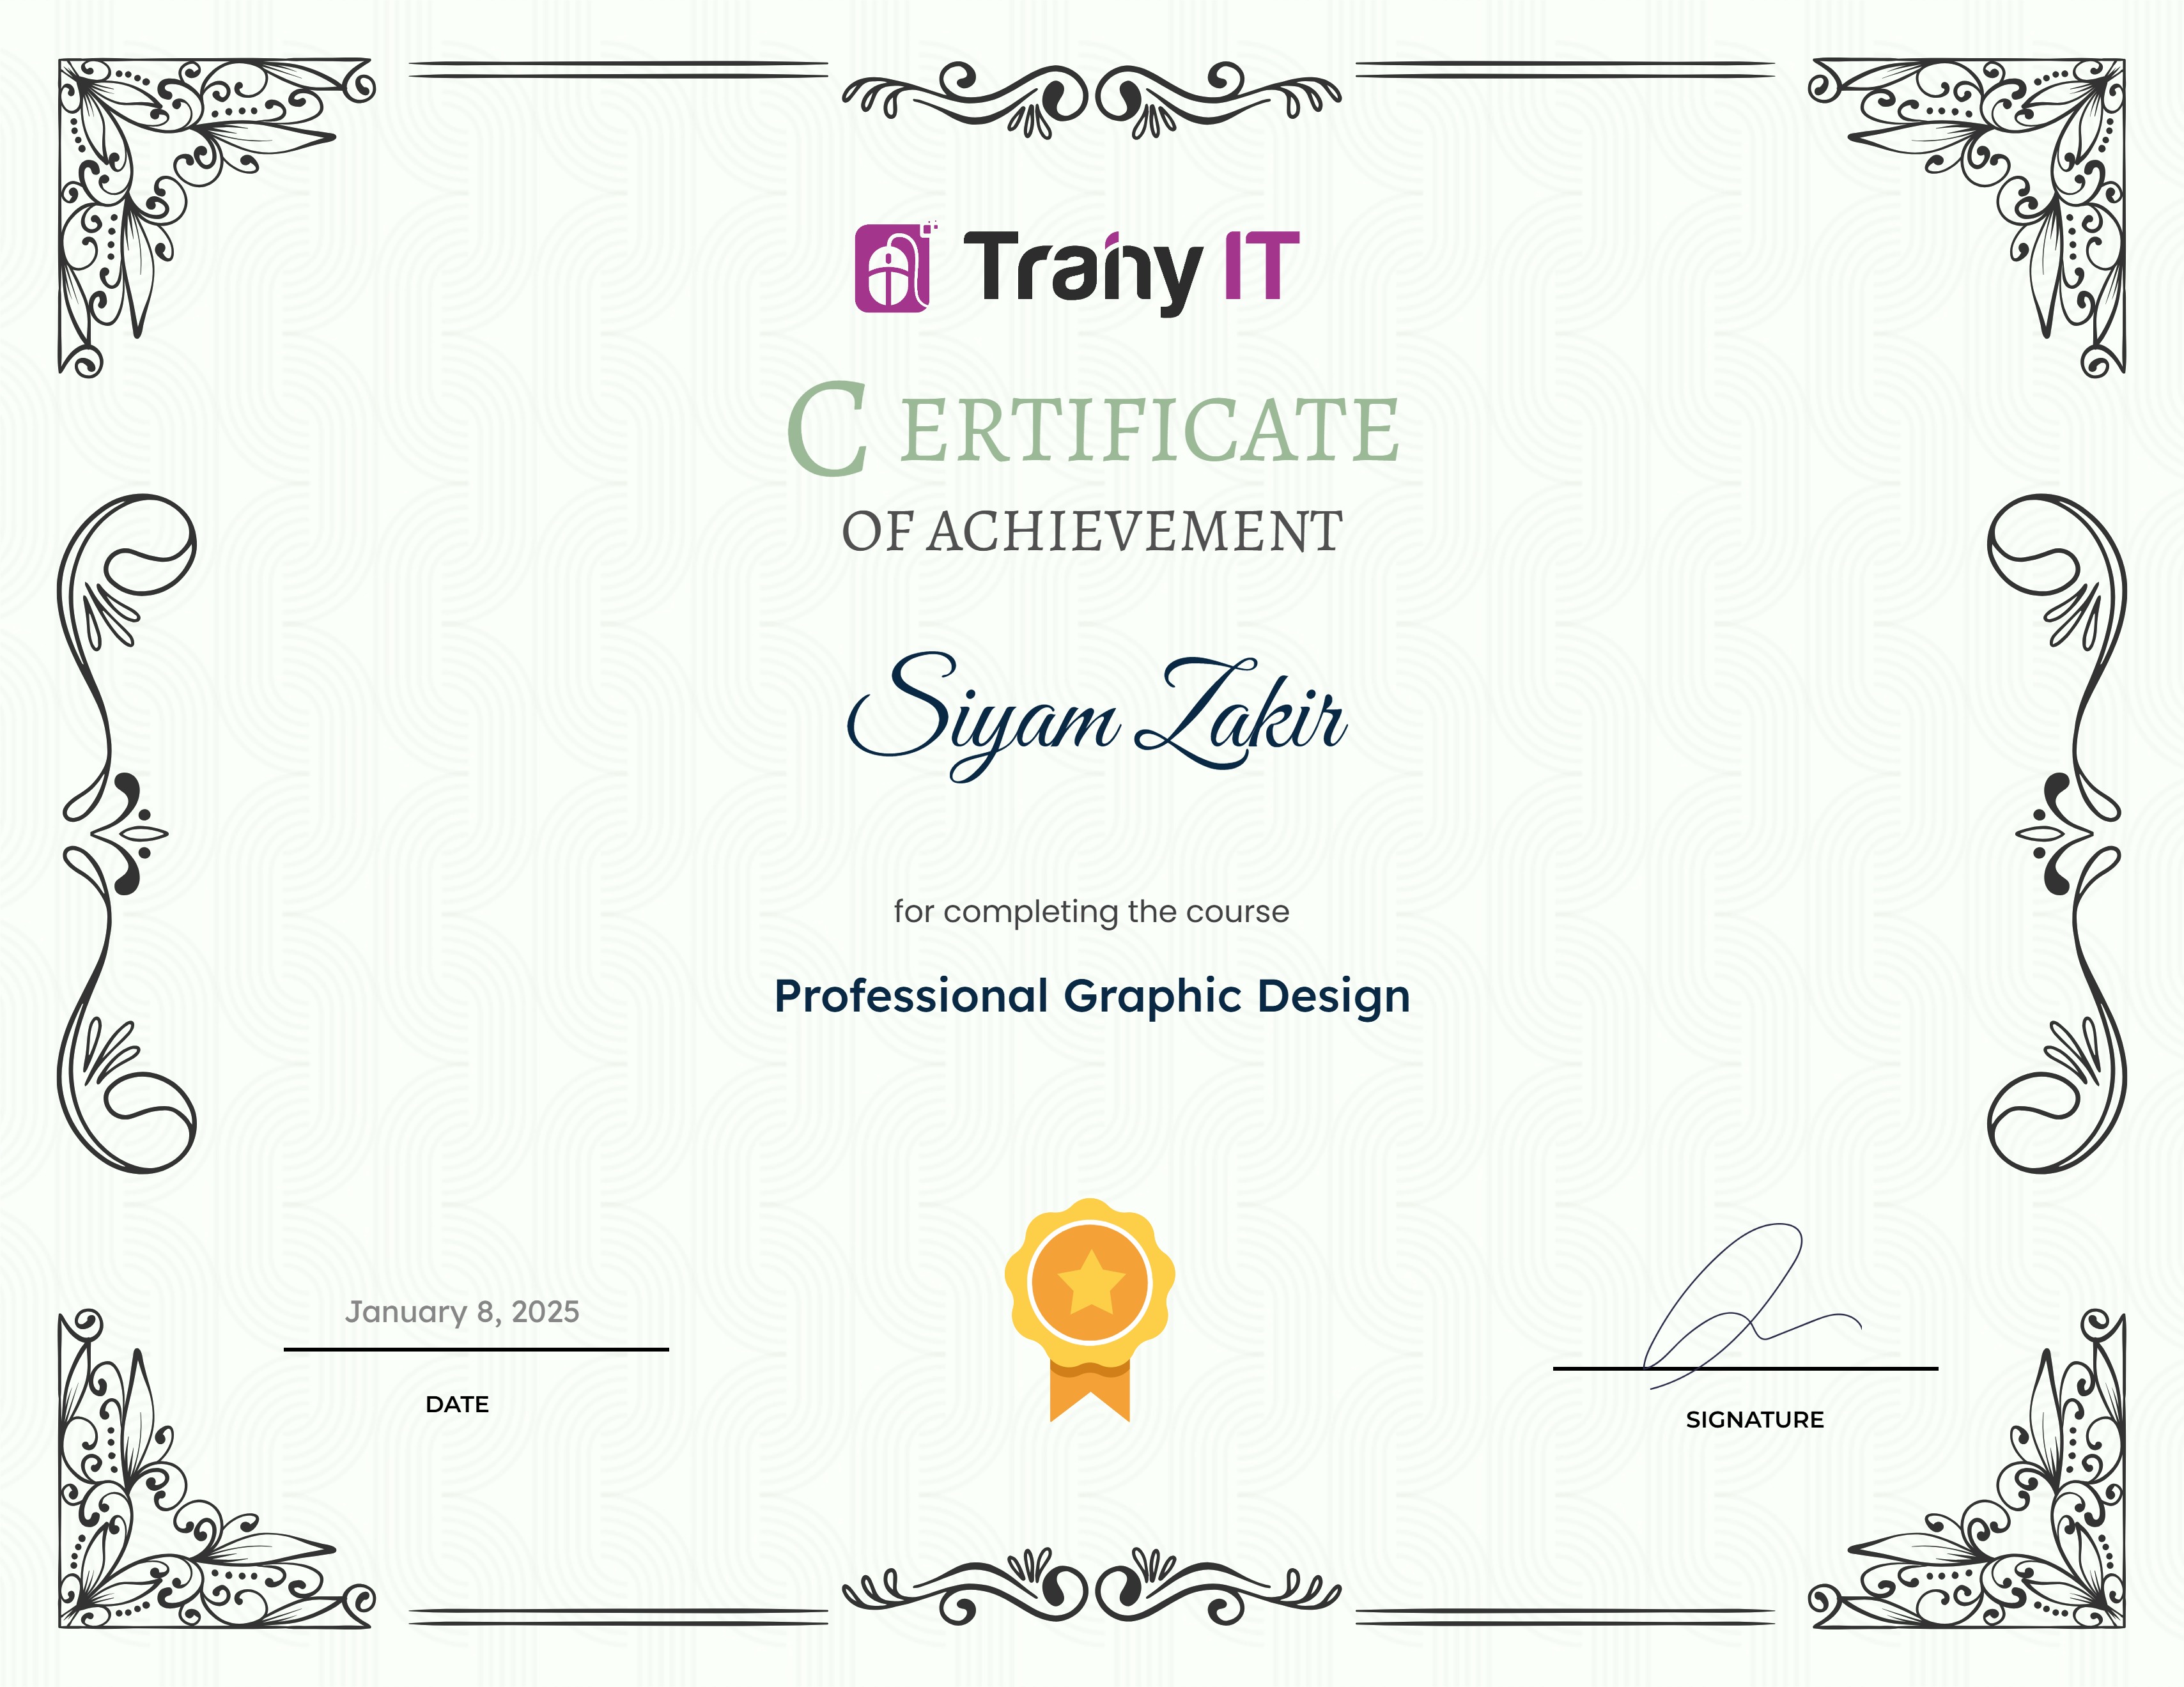 Trainy IT
CERTIFICATE
OF ACHIEVEMENT
Siyam Zakir
for completing the course
Professional Graphic Design
January 8, 2025
DATE
SIGNATURE